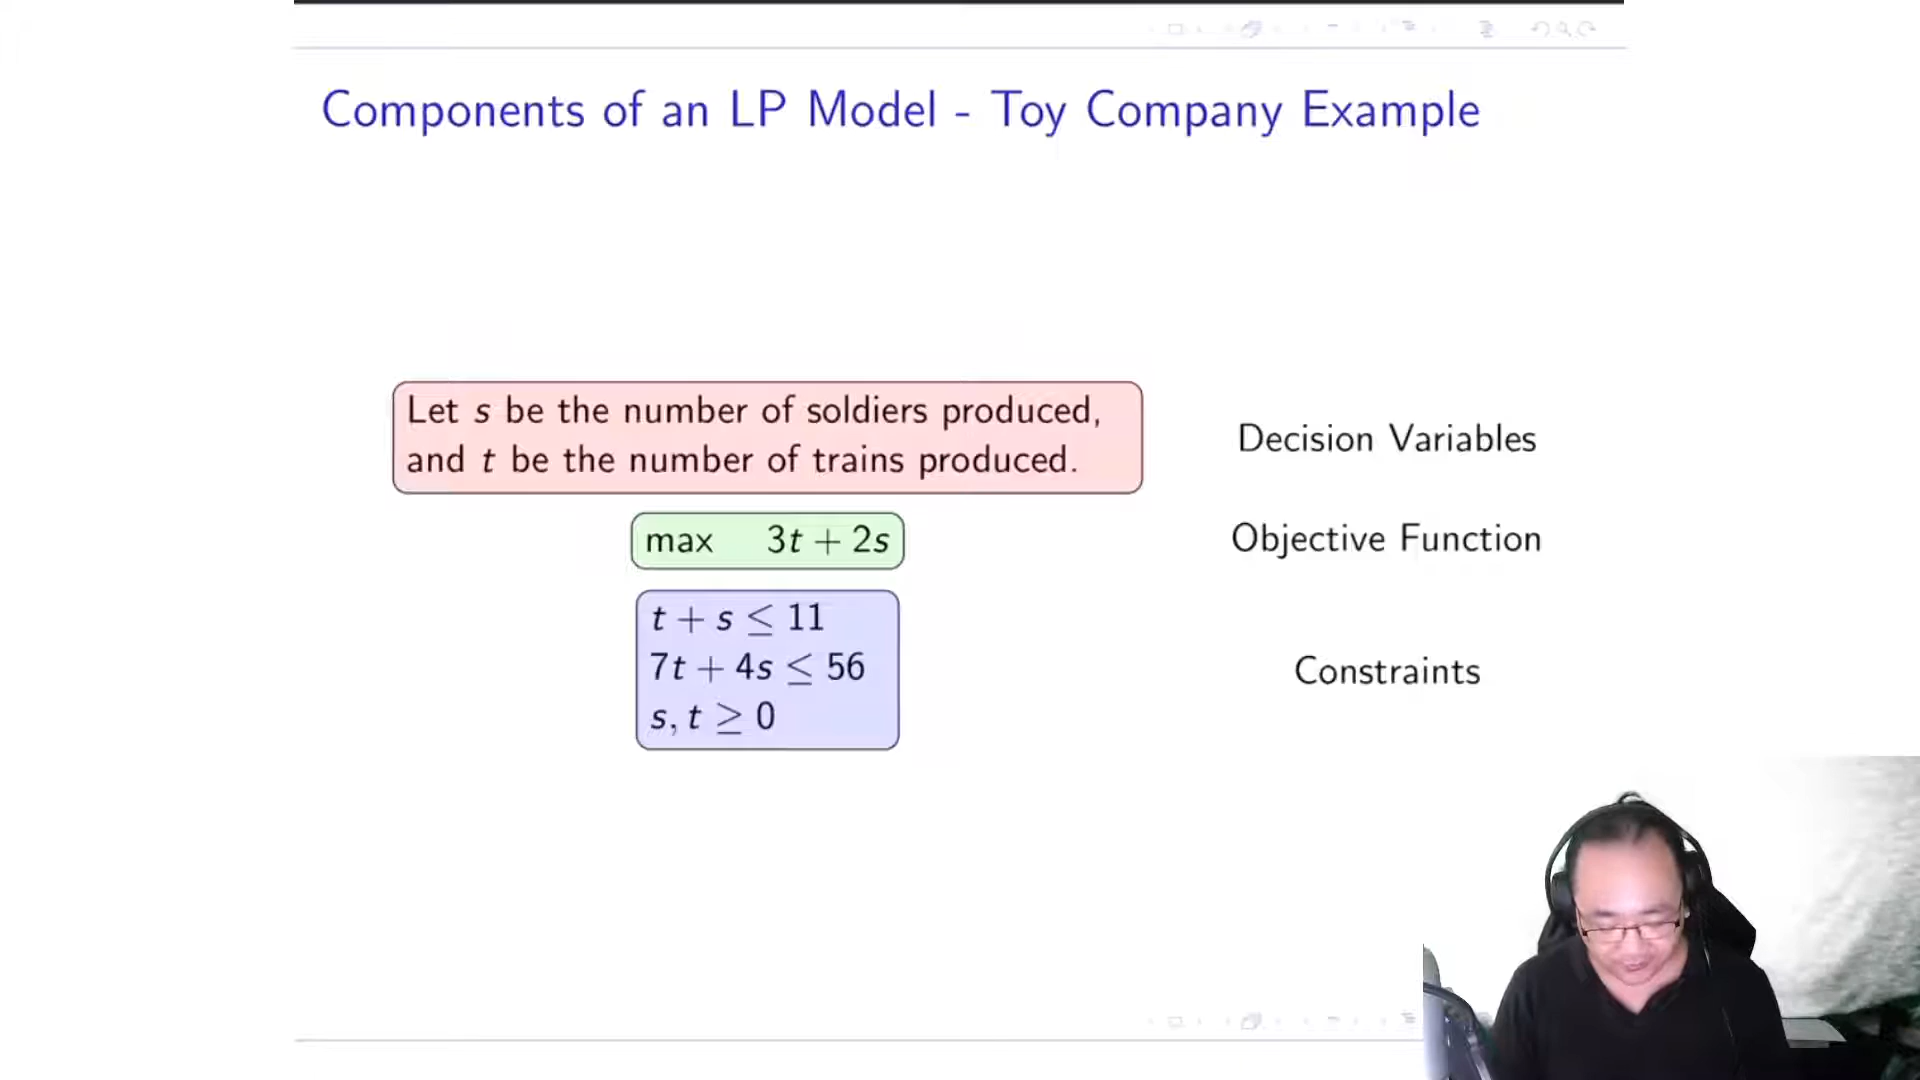 Components of an LP Model - Toy Company Example
Let s be the number of soldiers produced,
and t be the number of trains produced.
Decision Variables
max 3t + 2s
Objective Function
t + s ≤ 11
7t + 4s ≤ 56
s, t ≥ 0
Constraints